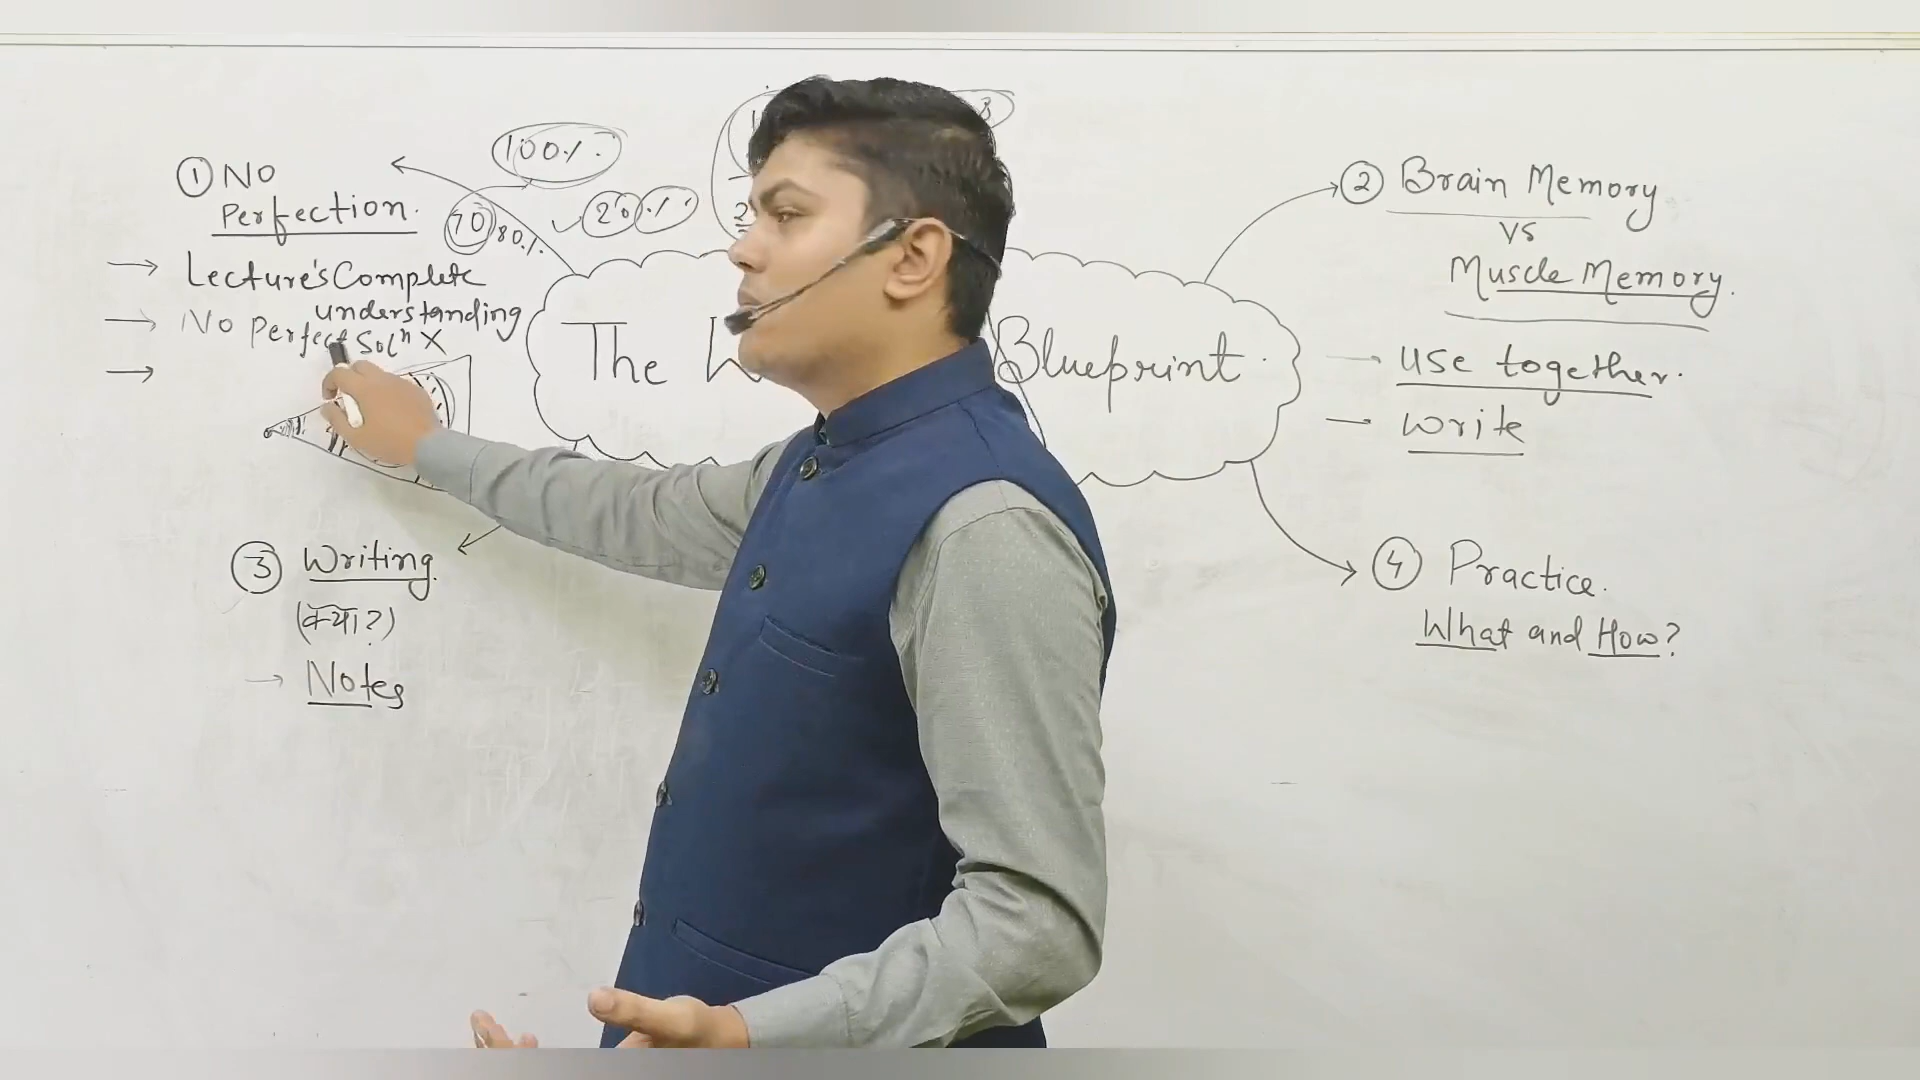 ① NO
Perfection.
→ Lecture's Complete
understanding
→ No Perfect Solⁿ X
→
100%
70 80%.
✓ 20%
2
The Blueprint.
② Brain Memory
vs
Muscle Memory.
→ use together.
— write
③ Writing.
(क्या?)
→ Notes
④ Practice.
What and How?